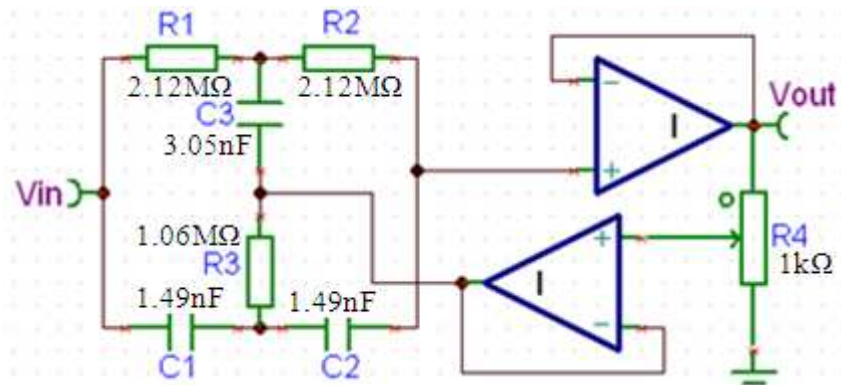 R1
R2
2.12MΩ
2.12MΩ
C3
3.05nF
Vin
Vout
1.06MΩ
R3
R4
1kΩ
1.49nF
1.49nF
C1
C2
−
+
I
+
−
I